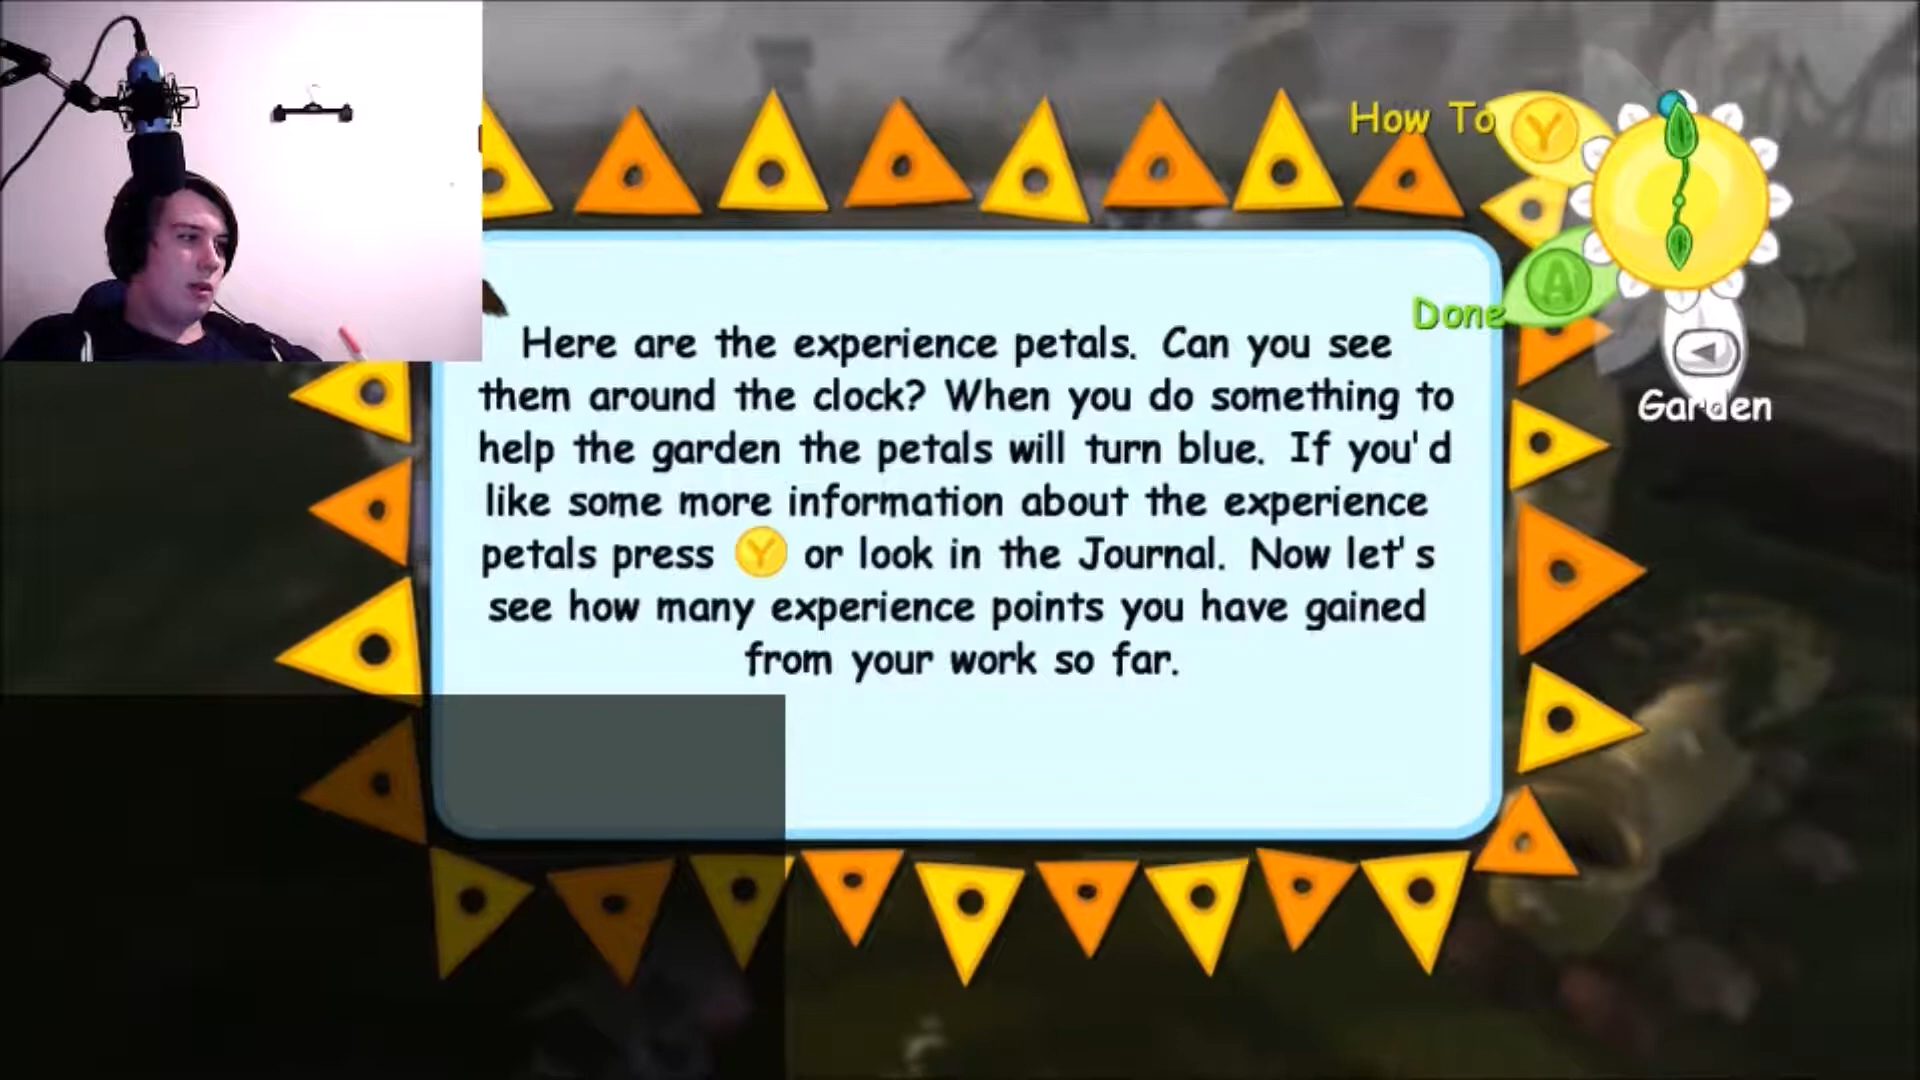 How To Y
Done A
Garden
Here are the experience petals. Can you see
them around the clock? When you do something to
help the garden the petals will turn blue. If you'd
like some more information about the experience
petals press Y or look in the Journal. Now let's
see how many experience points you have gained
from your work so far.